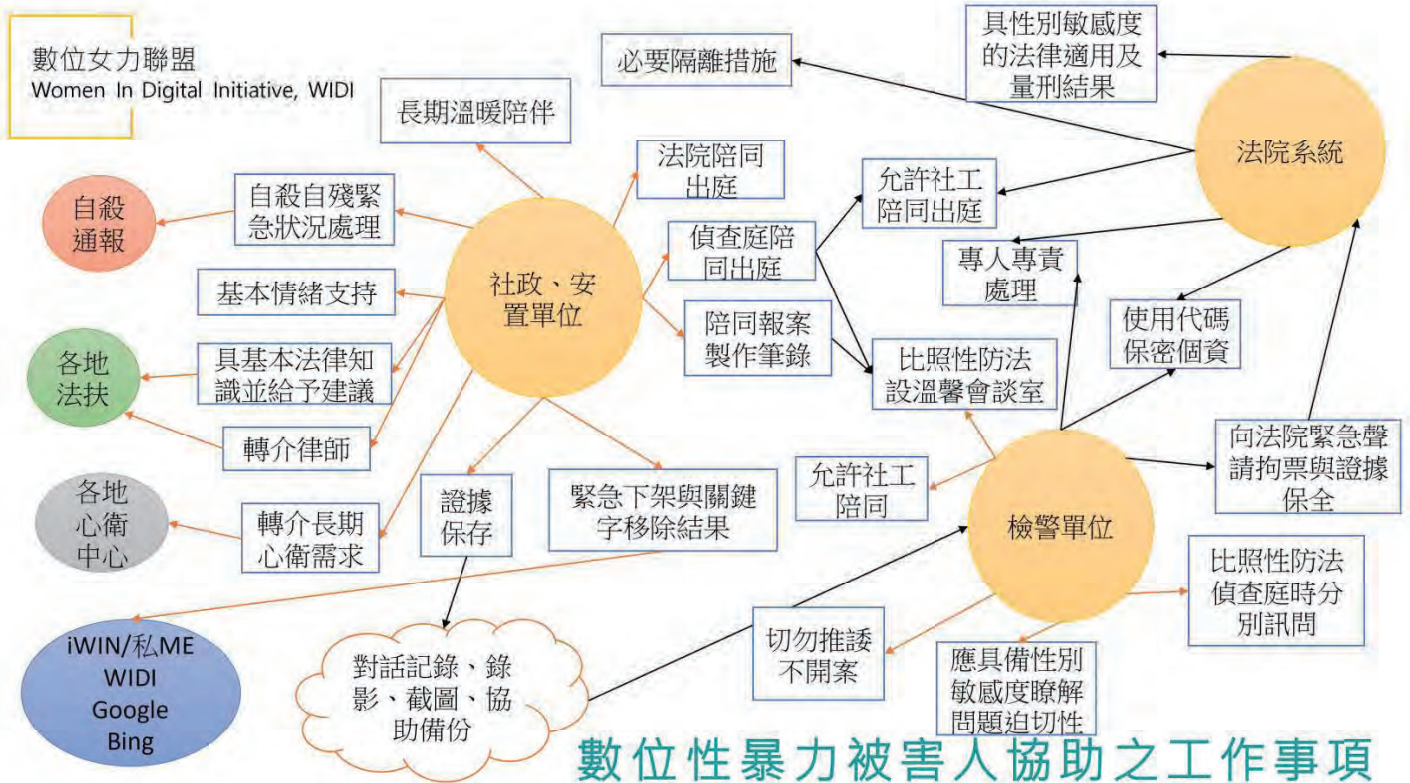 數位女力聯盟
Women In Digital Initiative, WIDI
長期溫暖陪伴
必要隔離措施
具性別敏感度
的法律適用及
量刑結果
法院系統
自殺
通報
自殺自殘緊
急狀況處理
法院陪同
出庭
允許社工
陪同出庭
社政、安
置單位
偵查庭陪
同出庭
專人專責
處理
基本情緒支持
陪同報案
製作筆錄
使用代碼
保密個資
各地
法扶
具基本法律知
識並給予建議
比照性防法
設溫馨會談室
轉介律師
向法院緊急聲
請拘票與證據
保全
各地
心衛
中心
轉介長期
心衛需求
證據
保存
緊急下架與關鍵
字移除結果
允許社工
陪同
檢警單位
比照性防法
偵查庭時分
別訊問
iWIN/私ME
WIDI
Google
Bing
對話記錄、錄
影、截圖、協
助備份
切勿推諉
不開案
應具備性別
敏感度瞭解
問題迫切性
數位性暴力被害人協助之工作事項